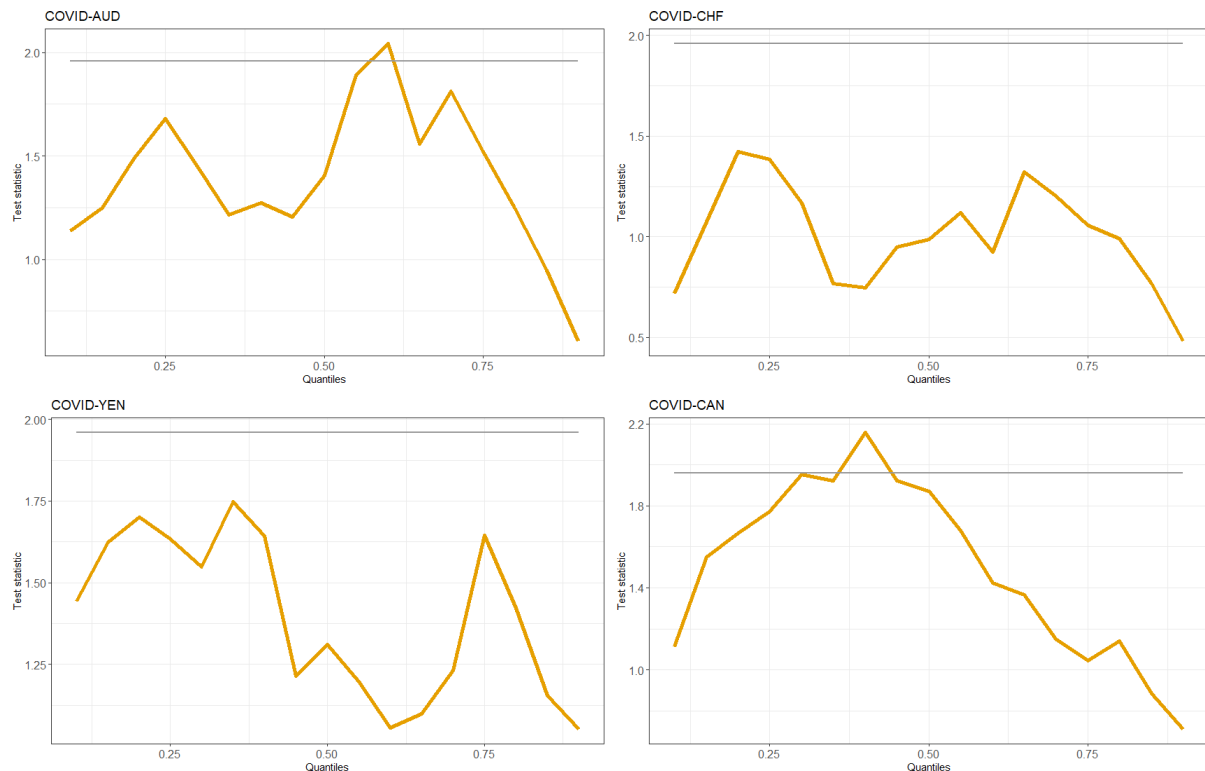 COVID-AUD
2.0
1.5
1.0
Test statistic
0.25
0.50
0.75
Quantiles
COVID-CHF
2.0
1.5
1.0
0.5
Test statistic
0.25
0.50
0.75
Quantiles
COVID-YEN
2.00
1.75
1.50
1.25
Test statistic
0.25
0.50
0.75
Quantiles
COVID-CAN
2.2
1.8
1.4
1.0
Test statistic
0.25
0.50
0.75
Quantiles